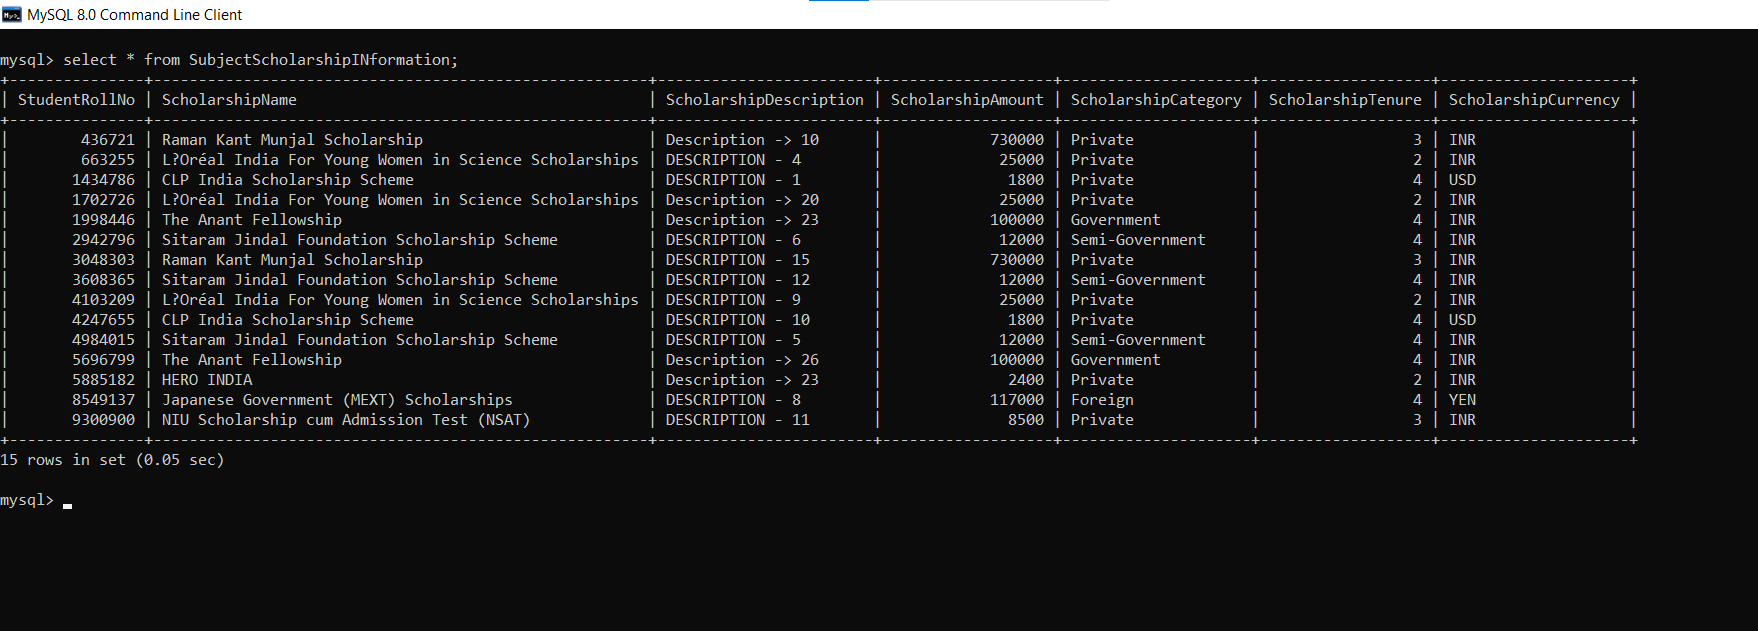 MySQL 8.0 Command Line Client
mysql> select * from SubjectScholarshipINformation;
+---------------+-------------------------------------------------------+------------------------+-------------------+---------------------+-------------------+---------------------+
| StudentRollNo | ScholarshipName | ScholarshipDescription | ScholarshipAmount | ScholarshipCategory | ScholarshipTenure | ScholarshipCurrency |
+---------------+-------------------------------------------------------+------------------------+-------------------+---------------------+-------------------+---------------------+
| 436721 | Raman Kant Munjal Scholarship | Description -> 10 | 730000 | Private | 3 | INR |
| 663255 | L?Oréal India For Young Women in Science Scholarships | DESCRIPTION - 4 | 25000 | Private | 2 | INR |
| 1434786 | CLP India Scholarship Scheme | DESCRIPTION - 1 | 1800 | Private | 4 | USD |
| 1702726 | L?Oréal India For Young Women in Science Scholarships | Description -> 20 | 25000 | Private | 2 | INR |
| 1998446 | The Anant Fellowship | Description -> 23 | 100000 | Government | 4 | INR |
| 2942796 | Sitaram Jindal Foundation Scholarship Scheme | DESCRIPTION - 6 | 12000 | Semi-Government | 4 | INR |
| 3048303 | Raman Kant Munjal Scholarship | DESCRIPTION - 15 | 730000 | Private | 3 | INR |
| 3608365 | Sitaram Jindal Foundation Scholarship Scheme | DESCRIPTION - 12 | 12000 | Semi-Government | 4 | INR |
| 4103209 | L?Oréal India For Young Women in Science Scholarships | DESCRIPTION - 9 | 25000 | Private | 2 | INR |
| 4247655 | CLP India Scholarship Scheme | DESCRIPTION - 10 | 1800 | Private | 4 | USD |
| 4984015 | Sitaram Jindal Foundation Scholarship Scheme | DESCRIPTION - 5 | 12000 | Semi-Government | 4 | INR |
| 5696799 | The Anant Fellowship | Description -> 26 | 100000 | Government | 4 | INR |
| 5885182 | HERO INDIA | Description -> 23 | 2400 | Private | 2 | INR |
| 8549137 | Japanese Government (MEXT) Scholarships | DESCRIPTION - 8 | 117000 | Foreign | 4 | YEN |
| 9300900 | NIU Scholarship cum Admission Test (NSAT) | DESCRIPTION - 11 | 8500 | Private | 3 | INR |
+---------------+-------------------------------------------------------+------------------------+-------------------+---------------------+-------------------+---------------------+
15 rows in set (0.05 sec)
mysql>